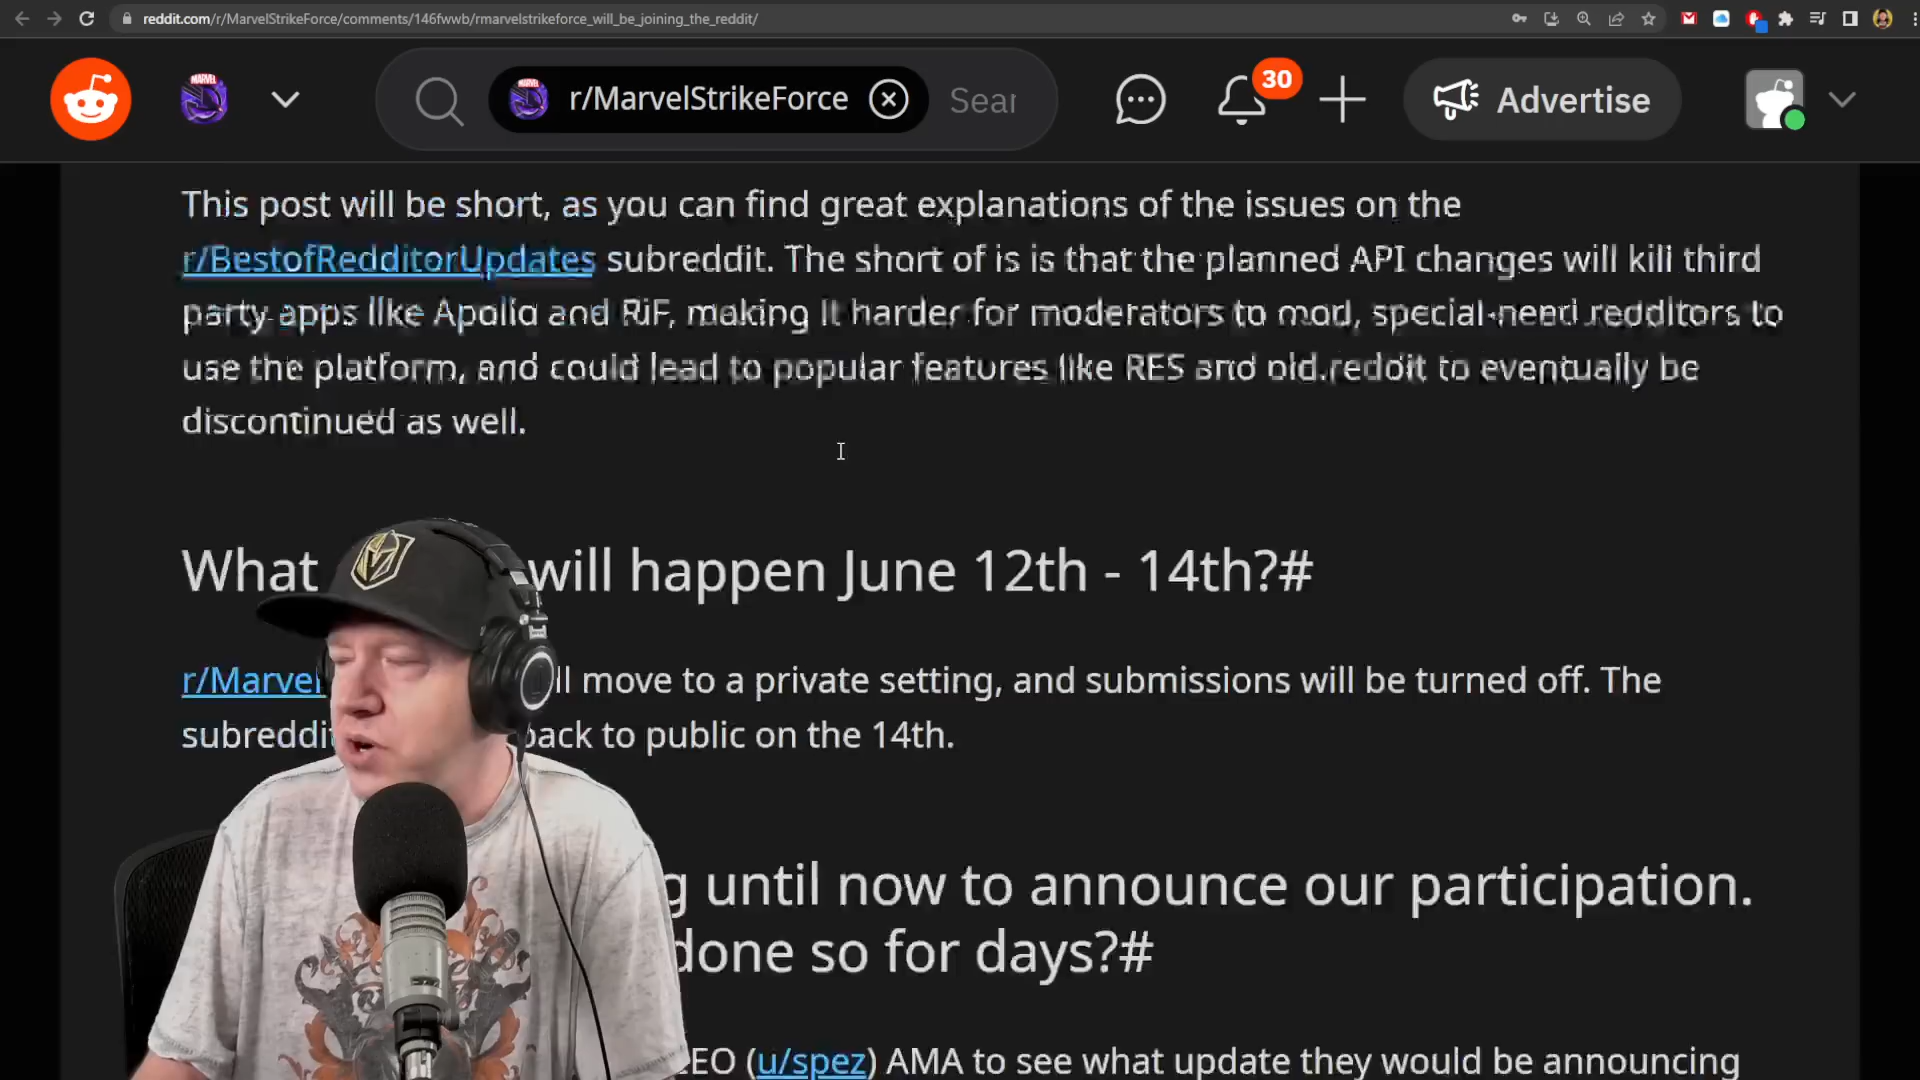 reddit.com/r/MarvelStrikeForce/comments/146fwwb/rmarvelstrikeforce_will_be_joining_the_reddit/
MARVEL
MARVEL
r/MarvelStrikeForce
Sear
30
Advertise
This post will be short, as you can find great explanations of the issues on the
r/BestofRedditorUpdates subreddit. The short of is is that the planned API changes will kill third
party apps like Apollo and RiF, making it harder for moderators to mod, special-need redditors to
use the platform, and could lead to popular features like RES and old.reddit to eventually be
discontinued as well.
What will happen June 12th - 14th?#
r/Marvel ll move to a private setting, and submissions will be turned off. The
subreddit back to public on the 14th.
g until now to announce our participation.
done so for days?#
EO (u/spez) AMA to see what update they would be announcing